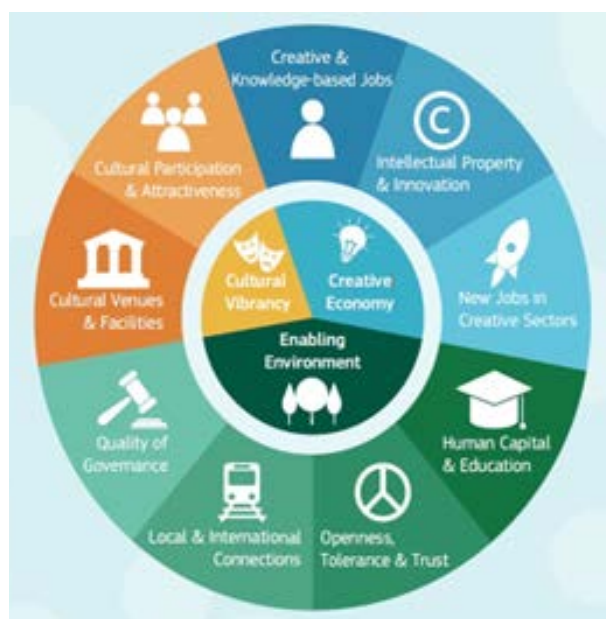 Creative &
Knowledge-based Jobs
C
Intellectual Property
& Innovation
New Jobs in
Creative Sectors
Human Capital
& Education
Openness,
Tolerance & Trust
Local & International
Connections
Quality of
Governance
Cultural Venues
& Facilities
Cultural Participation
& Attractiveness
Cultural
Vibrancy
Creative
Economy
Enabling
Environment